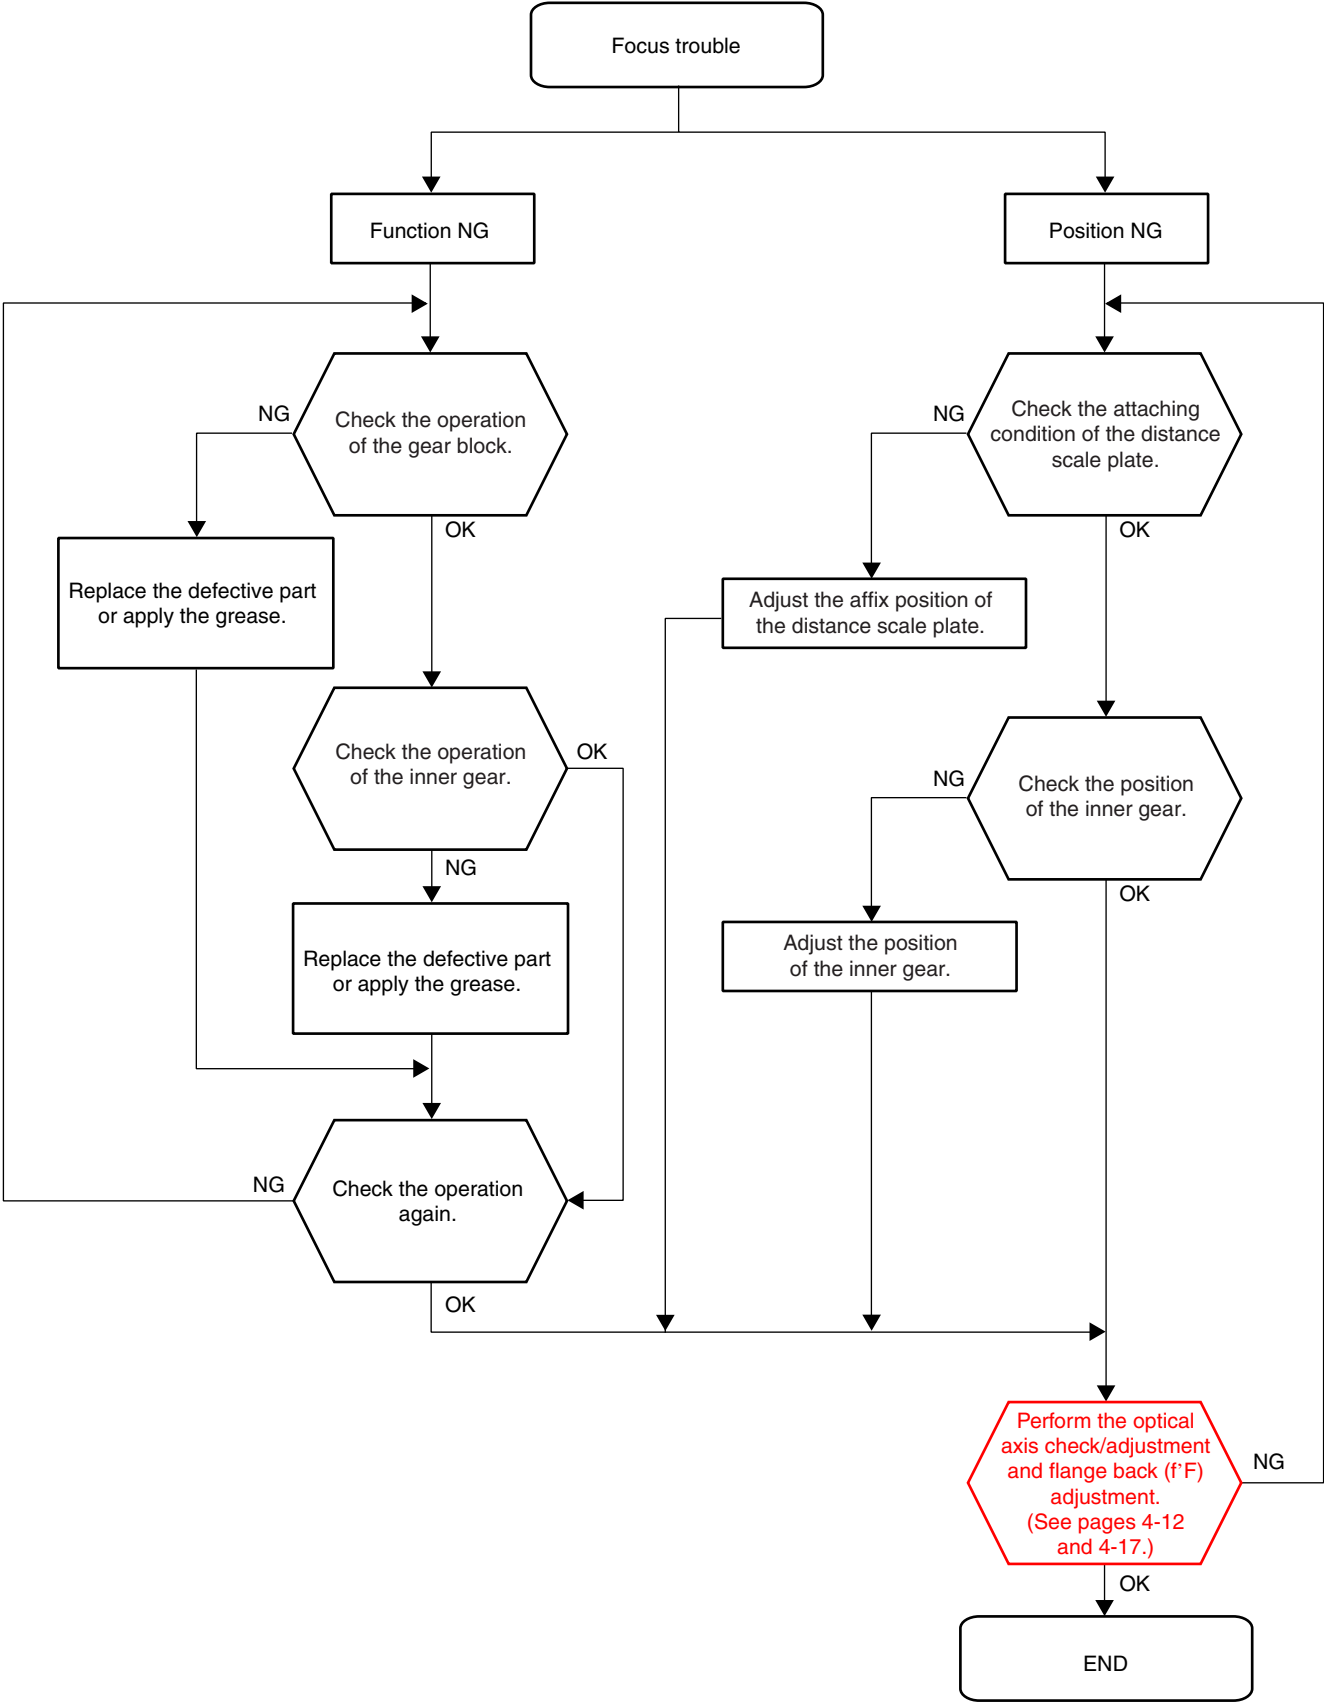 Focus trouble
Function NG
Position NG
NG
Check the operation
of the gear block.
OK
Replace the defective part
or apply the grease.
Check the operation
of the inner gear.
OK
NG
Replace the defective part
or apply the grease.
NG
Check the operation
again.
OK
NG
Check the attaching
condition of the distance
scale plate.
OK
Adjust the affix position of
the distance scale plate.
NG
Check the position
of the inner gear.
OK
Adjust the position
of the inner gear.
Perform the optical
axis check/adjustment
and flange back (f’F)
adjustment.
(See pages 4-12
and 4-17.)
NG
OK
END